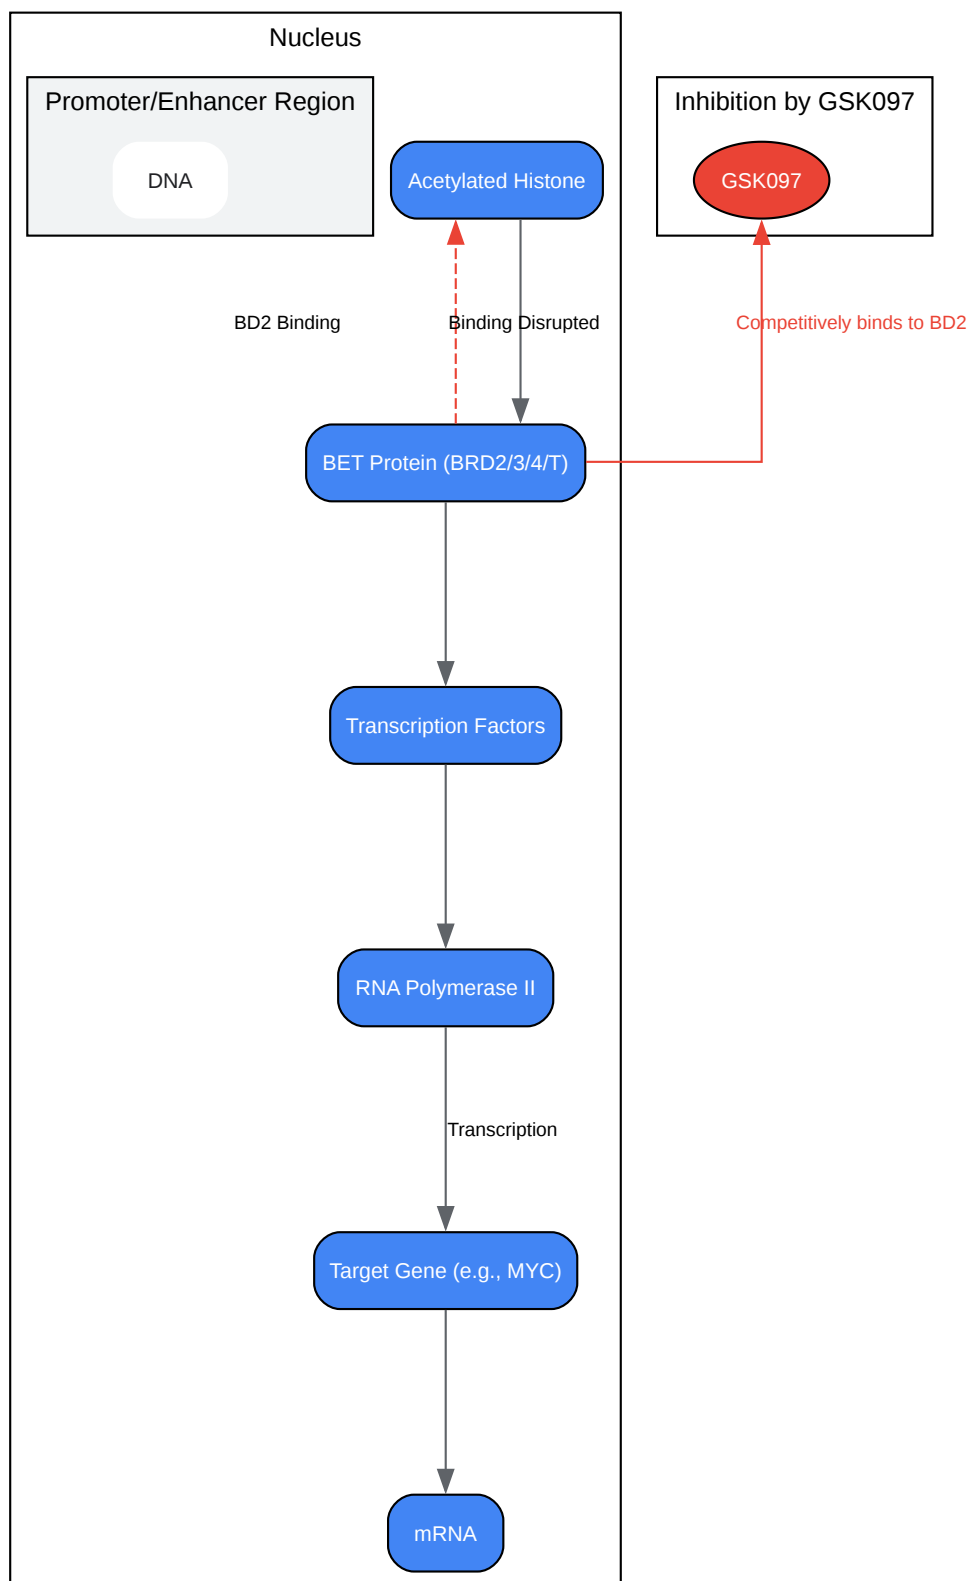 Nucleus
Promoter/Enhancer Region
Inhibition by GSK097
DNA
Acetylated Histone
GSK097
BD2 Binding
Binding Disrupted
Competitively binds to BD2
BET Protein (BRD2/3/4/T)
Transcription Factors
RNA Polymerase II
Transcription
Target Gene (e.g., MYC)
mRNA